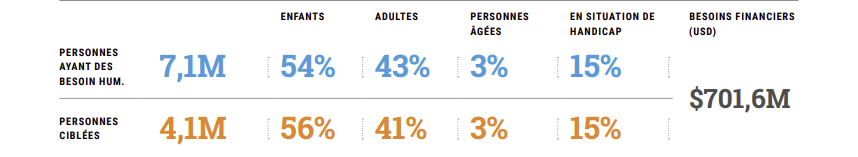 ENFANTS ADULTES PERSONNES ÂGÉES EN SITUATION DE HANDICAP BESOINS FINANCIERS (USD)
PERSONNES
AYANT DES
BESOIN HUM.
7,1M 54% 43% 3% 15%
$701,6M
PERSONNES
CIBLÉES
4,1M 56% 41% 3% 15%